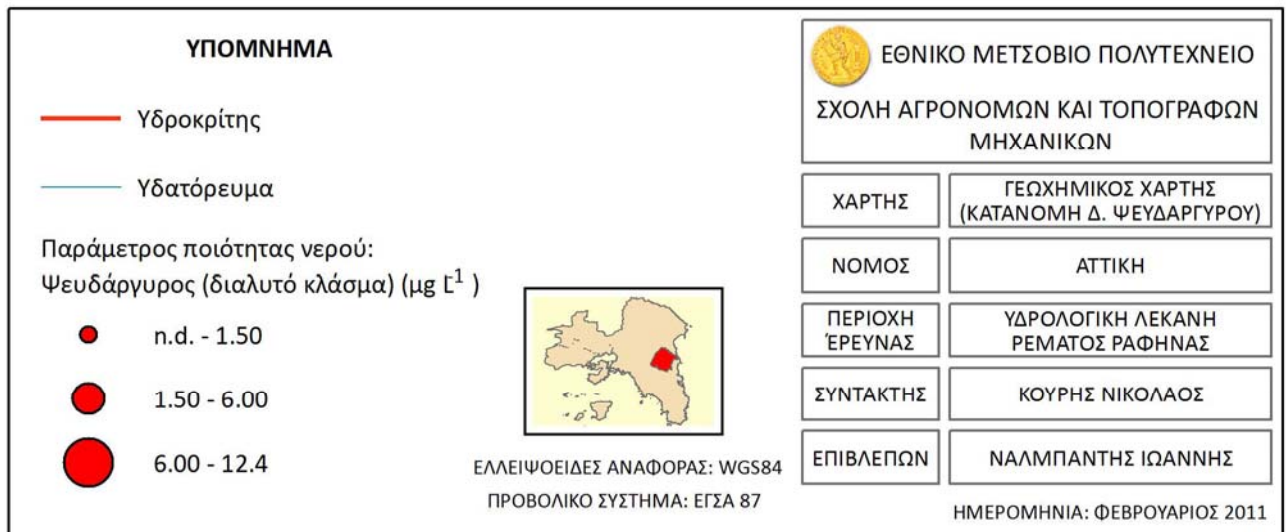 ΥΠΟΜΝΗΜΑ
Υδροκρίτης
Υδατόρευμα
Παράμετρος ποιότητας νερού:
Ψευδάργυρος (διαλυτό κλάσμα) (μg L̄¹ )
n.d. - 1.50
1.50 - 6.00
6.00 - 12.4
ΕΛΛΕΙΨΟΕΙΔΕΣ ΑΝΑΦΟΡΑΣ: WGS84
ΠΡΟΒΟΛΙΚΟ ΣΥΣΤΗΜΑ: ΕΓΣΑ 87
ΕΘΝΙΚΟ ΜΕΤΣΟΒΙΟ ΠΟΛΥΤΕΧΝΕΙΟ
ΣΧΟΛΗ ΑΓΡΟΝΟΜΩΝ ΚΑΙ ΤΟΠΟΓΡΑΦΩΝ
ΜΗΧΑΝΙΚΩΝ
ΧΑΡΤΗΣ
ΓΕΩΧΗΜΙΚΟΣ ΧΑΡΤΗΣ
(ΚΑΤΑΝΟΜΗ Δ. ΨΕΥΔΑΡΓΥΡΟΥ)
ΝΟΜΟΣ
ΑΤΤΙΚΗ
ΠΕΡΙΟΧΗ
ΈΡΕΥΝΑΣ
ΥΔΡΟΛΟΓΙΚΗ ΛΕΚΑΝΗ
ΡΕΜΑΤΟΣ ΡΑΦΗΝΑΣ
ΣΥΝΤΑΚΤΗΣ
ΚΟΥΡΗΣ ΝΙΚΟΛΑΟΣ
ΕΠΙΒΛΕΠΩΝ
ΝΑΛΜΠΑΝΤΗΣ ΙΩΑΝΝΗΣ
ΗΜΕΡΟΜΗΝΙΑ: ΦΕΒΡΟΥΑΡΙΟΣ 2011